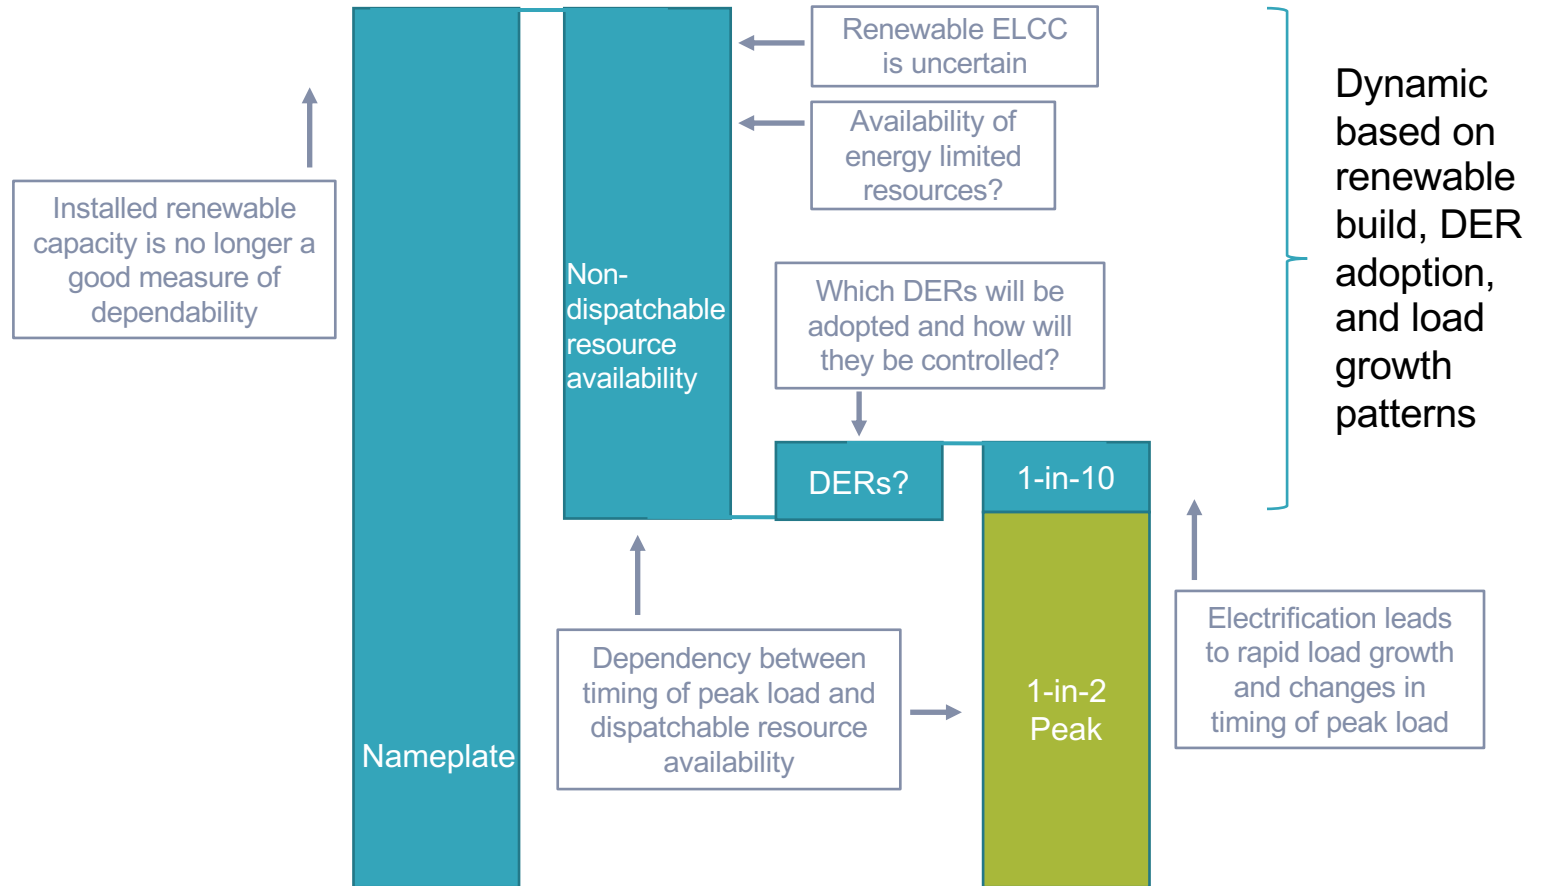 Renewable ELCC
is uncertain
Availability of
energy limited
resources?
Dynamic
based on
renewable
build, DER
adoption,
and load
growth
patterns
Installed renewable
capacity is no longer a
good measure of
dependability
Non-
dispatchable
resource
availability
Which DERs will be
adopted and how will
they be controlled?
DERs?
1-in-10
Dependency between
timing of peak load and
dispatchable resource
availability
Electrification leads
to rapid load growth
and changes in
timing of peak load
1-in-2
Peak
Nameplate